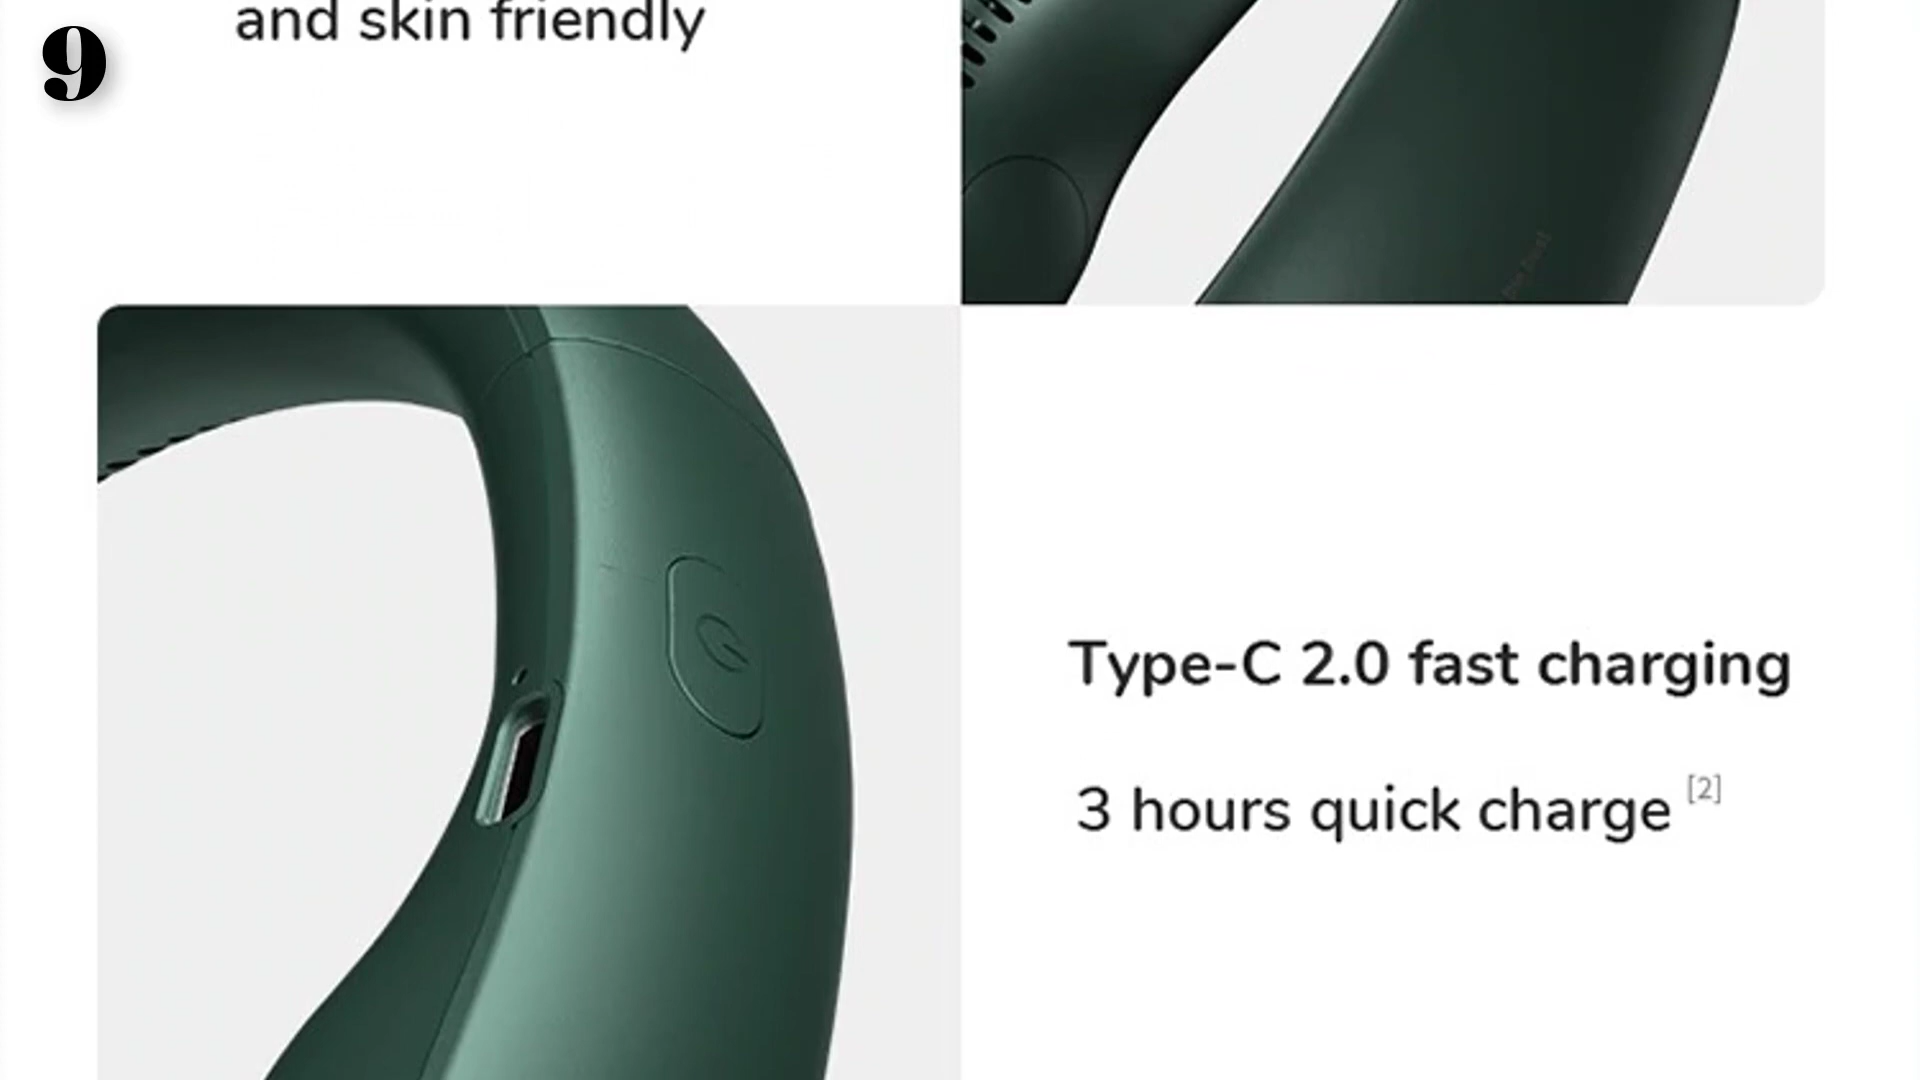 9
and skin friendly
Type-C 2.0 fast charging
3 hours quick charge [2]